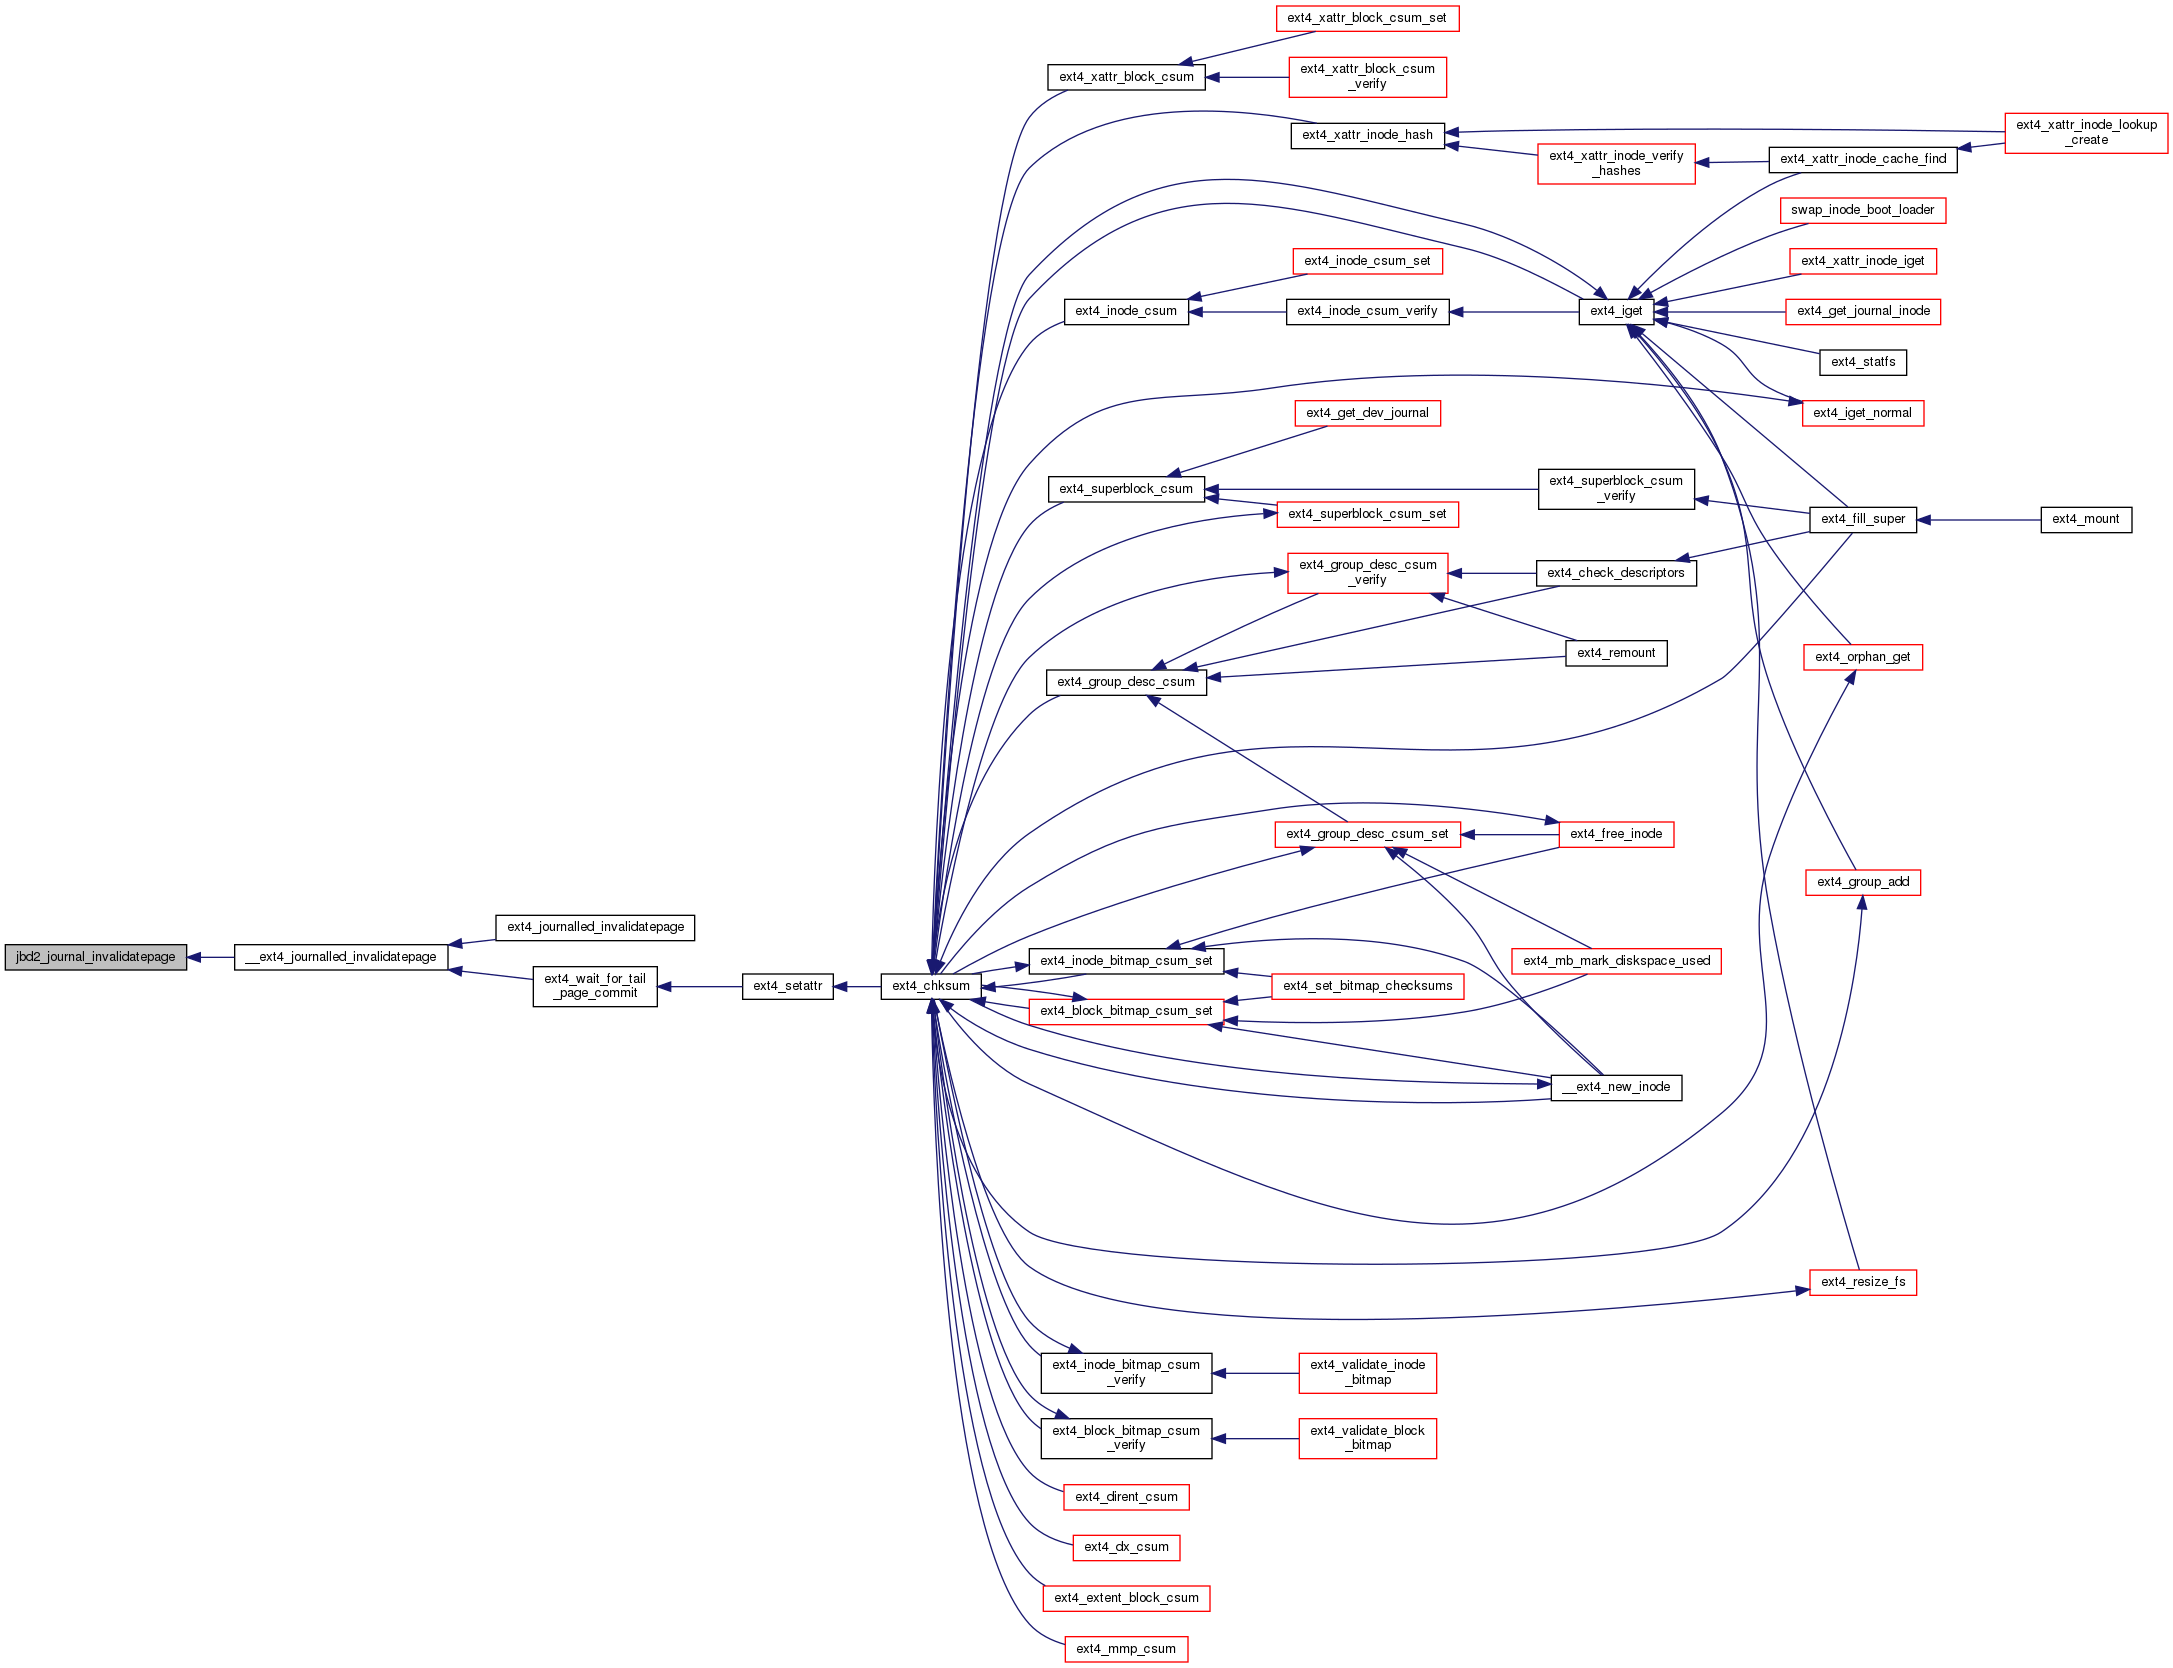 ext4_xattr_block_csum_set
ext4_xattr_block_csum
ext4_xattr_block_csum
_verify
ext4_xattr_inode_hash
ext4_xattr_inode_lookup
_create
ext4_xattr_inode_verify
_hashes
ext4_xattr_inode_cache_find
swap_inode_boot_loader
ext4_inode_csum_set
ext4_xattr_inode_iget
ext4_inode_csum
ext4_inode_csum_verify
ext4_iget
ext4_get_journal_inode
ext4_statfs
ext4_get_dev_journal
ext4_iget_normal
ext4_superblock_csum
ext4_superblock_csum
_verify
ext4_superblock_csum_set
ext4_fill_super
ext4_mount
ext4_group_desc_csum
_verify
ext4_check_descriptors
ext4_remount
ext4_orphan_get
ext4_group_desc_csum
ext4_group_desc_csum_set
ext4_free_inode
ext4_group_add
ext4_journalled_invalidatepage
jbd2_journal_invalidatepage
__ext4_journalled_invalidatepage
ext4_wait_for_tail
_page_commit
ext4_setattr
ext4_chksum
ext4_inode_bitmap_csum_set
ext4_mb_mark_diskspace_used
ext4_set_bitmap_checksums
ext4_block_bitmap_csum_set
__ext4_new_inode
ext4_resize_fs
ext4_inode_bitmap_csum
_verify
ext4_validate_inode
_bitmap
ext4_block_bitmap_csum
_verify
ext4_validate_block
_bitmap
ext4_dirent_csum
ext4_dx_csum
ext4_extent_block_csum
ext4_mmp_csum